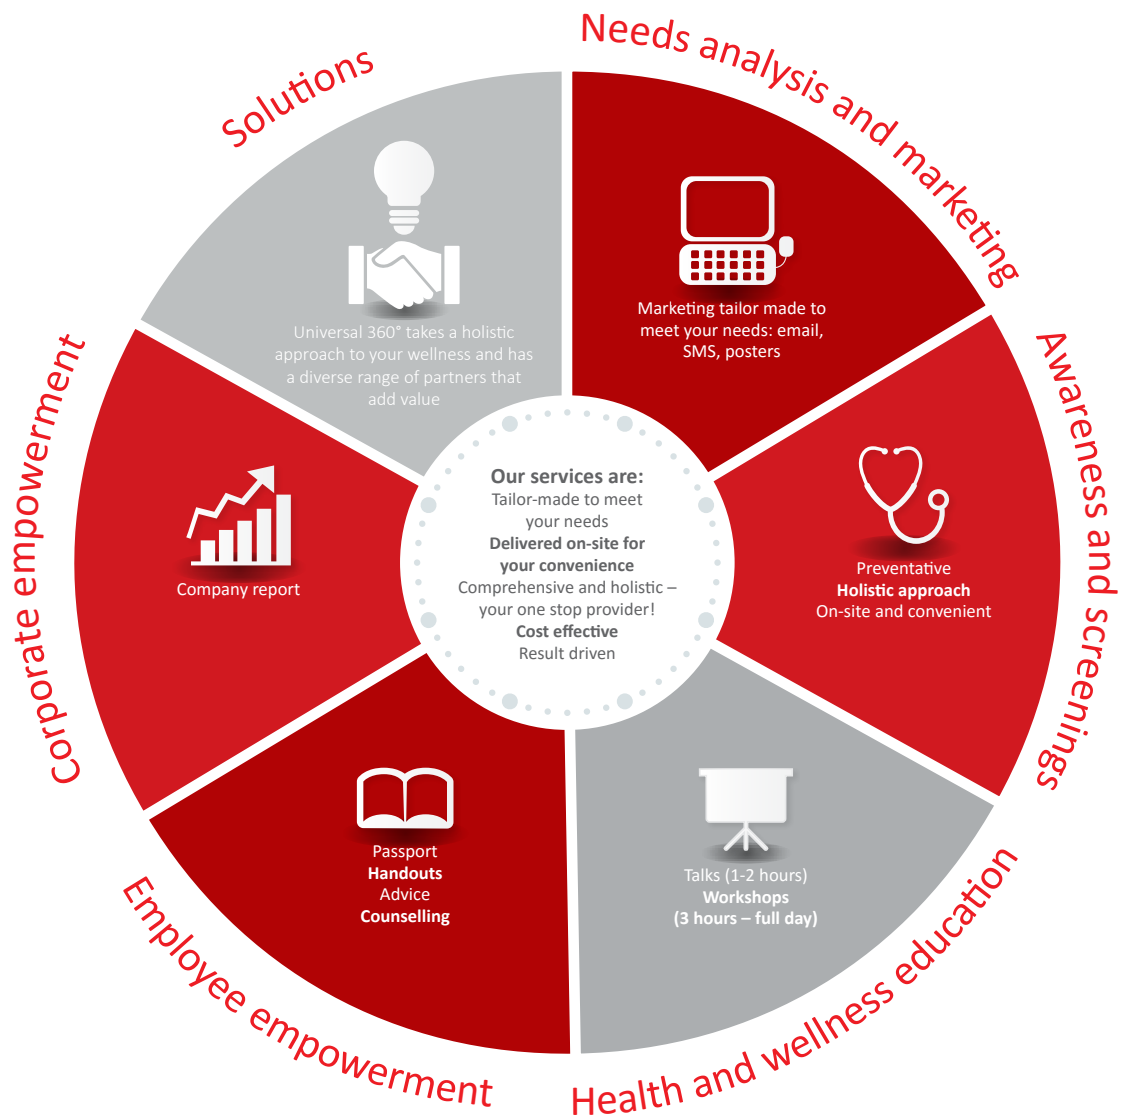 Solutions
Needs analysis and marketing
Awareness and screenings
Health and wellness education
Employee empowerment
Corporate empowerment
Universal 360° takes a holistic
approach to your wellness and has
a diverse range of partners that
add value
Marketing tailor made to
meet your needs: email,
SMS, posters
Preventative
Holistic approach
On-site and convenient
Talks (1-2 hours)
Workshops
(3 hours – full day)
Passport
Handouts
Advice
Counselling
Company report
Our services are:
Tailor-made to meet
your needs
Delivered on-site for
your convenience
Comprehensive and holistic –
your one stop provider!
Cost effective
Result driven